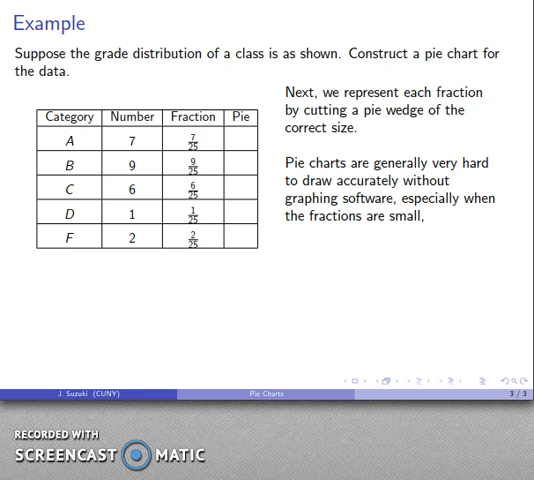 Example
Suppose the grade distribution of a class is as shown. Construct a pie chart for
the data.
Category Number Fraction Pie
A 7 7/25
B 9 9/25
C 6 6/25
D 1 1/25
F 2 2/25
Next, we represent each fraction
by cutting a pie wedge of the
correct size.
Pie charts are generally very hard
to draw accurately without
graphing software, especially when
the fractions are small,
J. Suzuki (CUNY) Pie Charts 3 / 3
RECORDED WITH
SCREENCAST MATIC